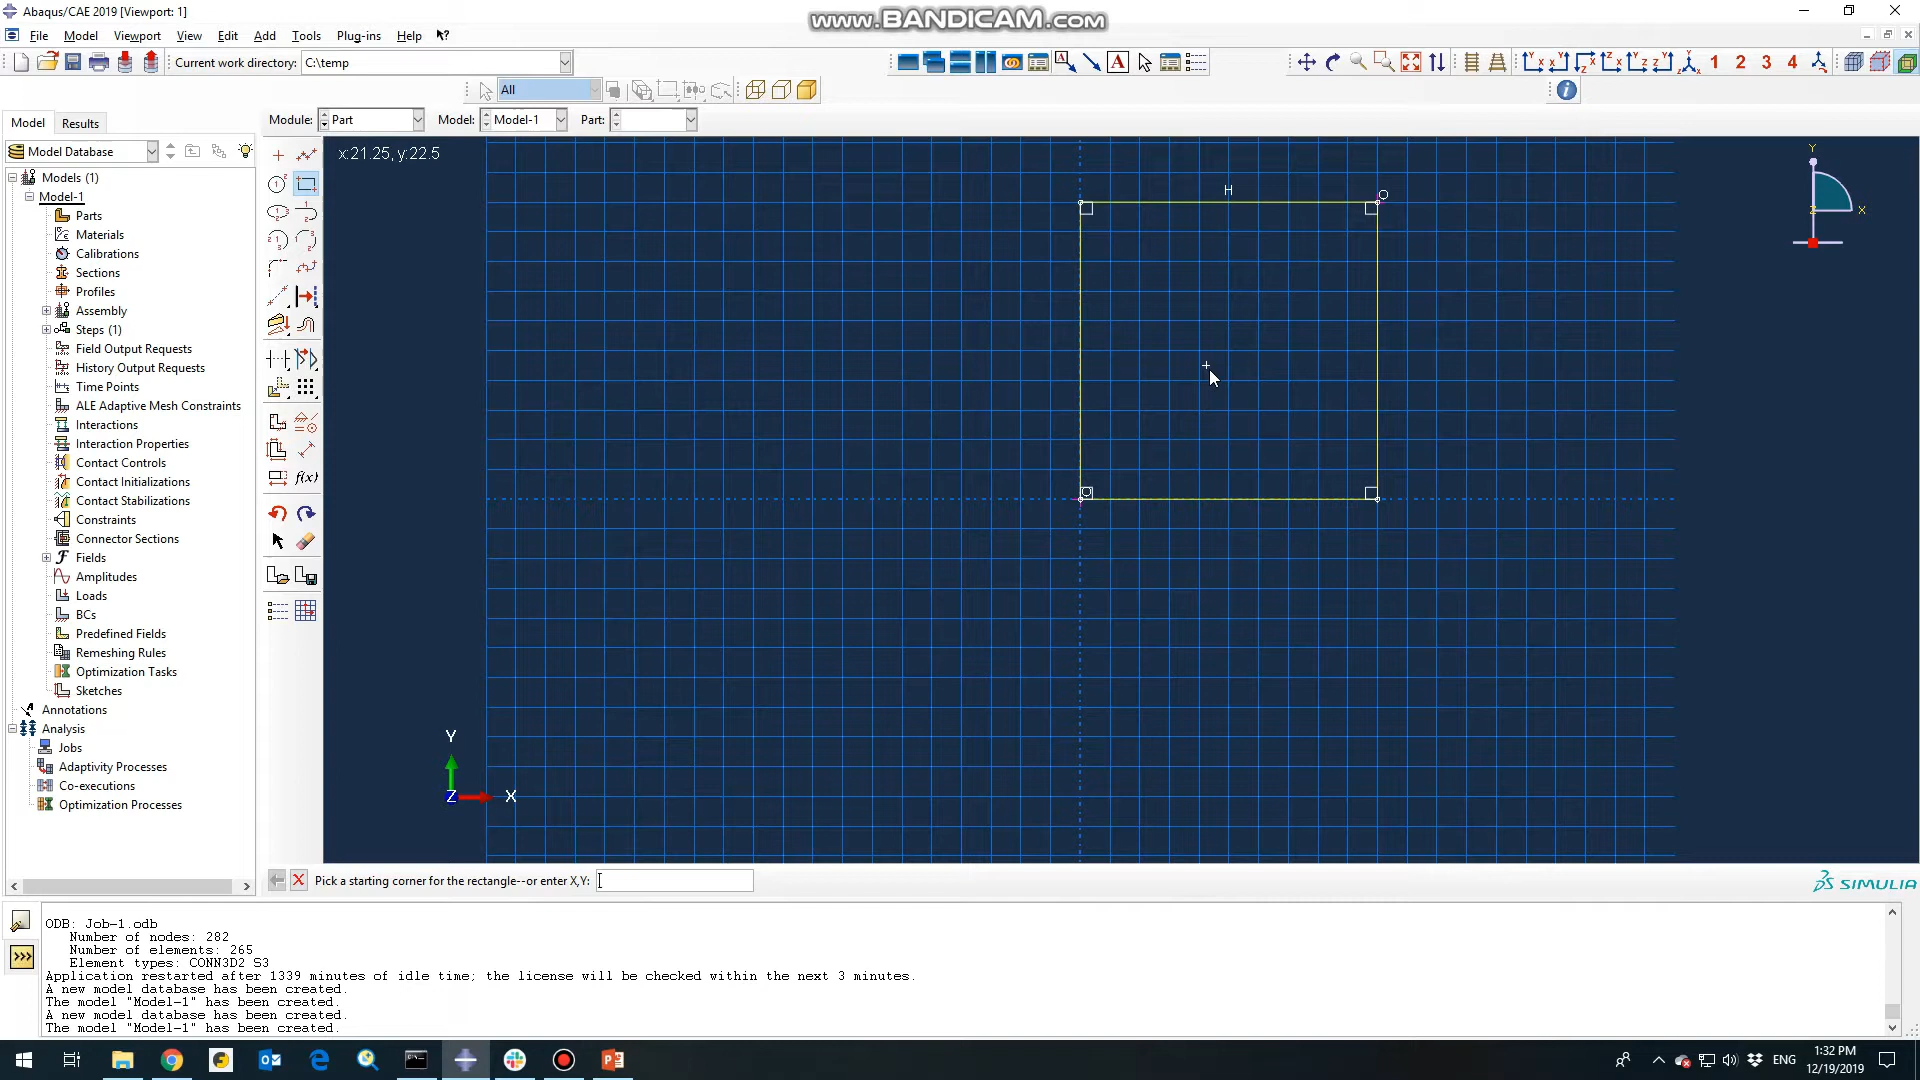 Abaqus/CAE 2019 [Viewport: 1]
www.BANDICAM.com
File Model Viewport View Edit Add Tools Plug-ins Help
Current work directory: C:\temp
1 2 3 4
All
Model Results
Module: Part Model: Model-1 Part:
Model Database
x:21.25, y:22.5
Models (1)
Model-1
Parts
Materials
Calibrations
Sections
Profiles
Assembly
Steps (1)
Field Output Requests
History Output Requests
Time Points
ALE Adaptive Mesh Constraints
Interactions
Interaction Properties
Contact Controls
Contact Initializations
Contact Stabilizations
Constraints
Connector Sections
Fields
Amplitudes
Loads
BCs
Predefined Fields
Remeshing Rules
Optimization Tasks
Sketches
Annotations
Analysis
Jobs
Adaptivity Processes
Co-executions
Optimization Processes
f(x)
H
Y
X
Y
Z X
Pick a starting corner for the rectangle--or enter X,Y:
SIMULIA
ODB: Job-1.odb
Number of nodes: 282
Number of elements: 265
Element types: CONN3D2 S3
Application restarted after 1339 minutes of idle time; the license will be checked within the next 3 minutes.
A new model database has been created.
The model "Model-1" has been created.
A new model database has been created.
The model "Model-1" has been created.
ENG
1:32 PM
12/19/2019